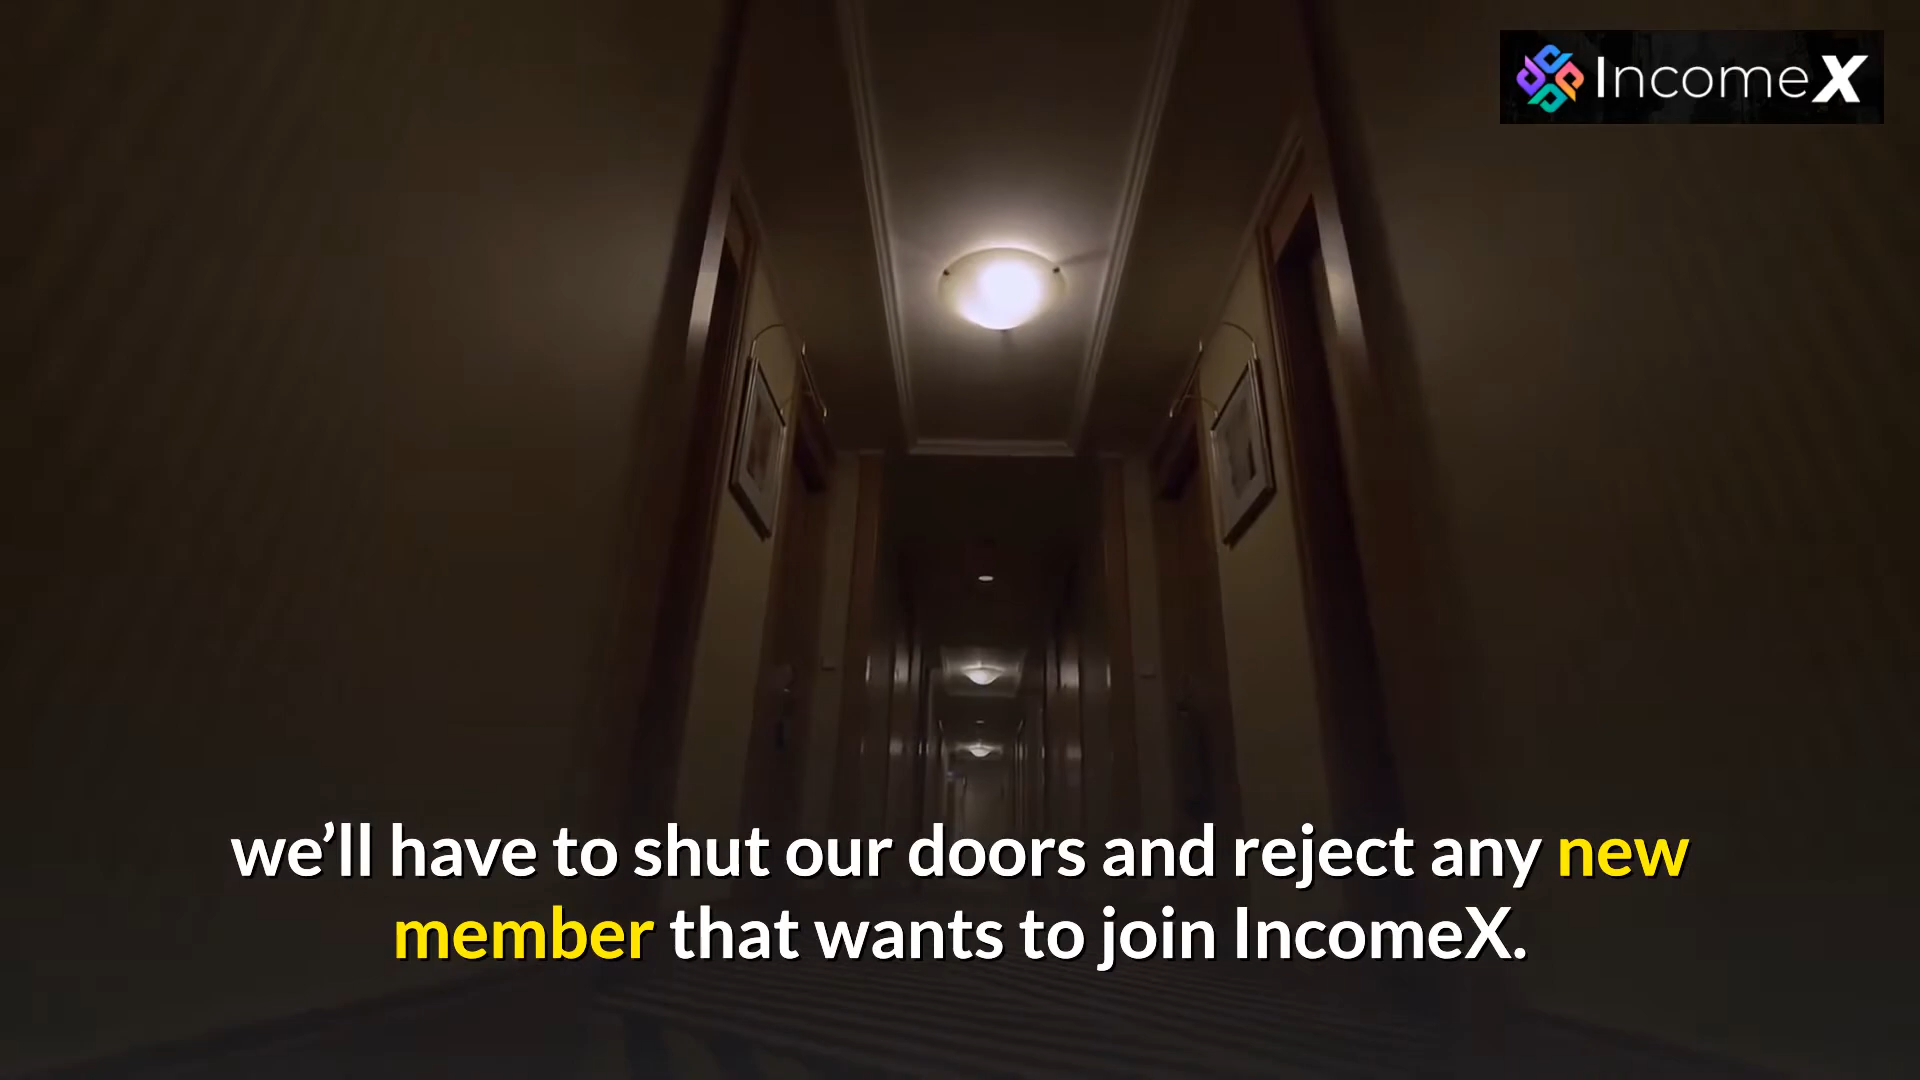 IncomeX
we’ll have to shut our doors and reject any new
member that wants to join IncomeX.